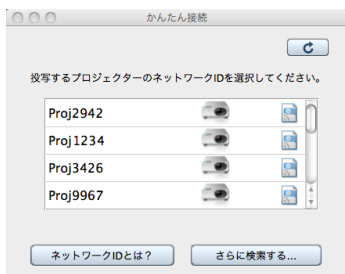 かんたん接続
投写するプロジェクターのネットワークIDを選択してください。
Proj2942
Proj1234
Proj3426
Proj9967
ネットワークIDとは？
さらに検索する...